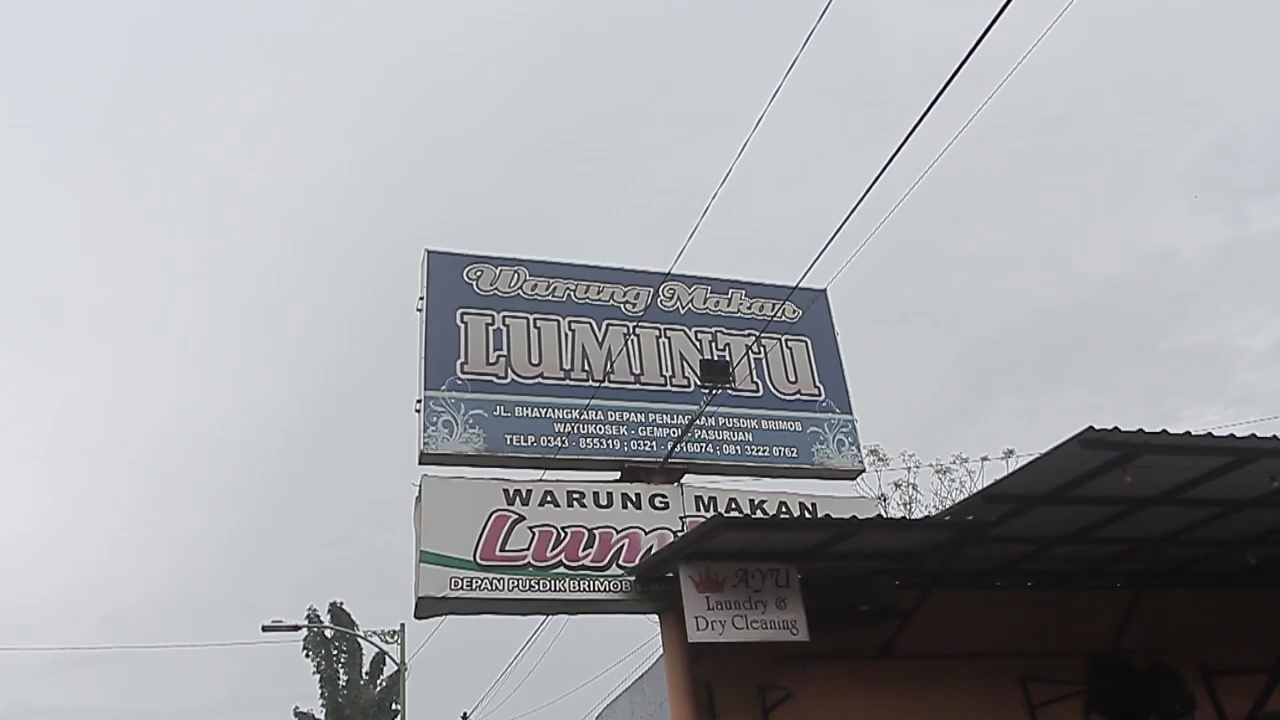 Warung Makan
LUMINTU
JL. BHAYANGKARA DEPAN PENJAGAAN PUSDIK BRIMOB
WATUKOSEK - GEMPOL - PASURUAN
TELP. 0343 - 855319 ; 0321 - 6816074 ; 081 3222 0762
WARUNG MAKAN
Lum
DEPAN PUSDIK BRIMOB
AYU
Laundry &
Dry Cleaning